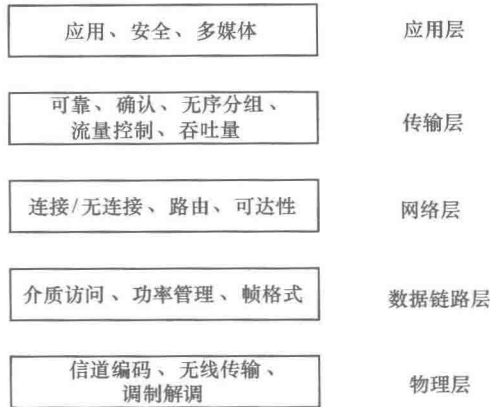 应用、安全、多媒体
应用层
可靠、确认、无序分组、
流量控制、吞吐量
传输层
连接/无连接、路由、可达性
网络层
介质访问、功率管理、帧格式
数据链路层
信道编码、无线传输、
调制解调
物理层